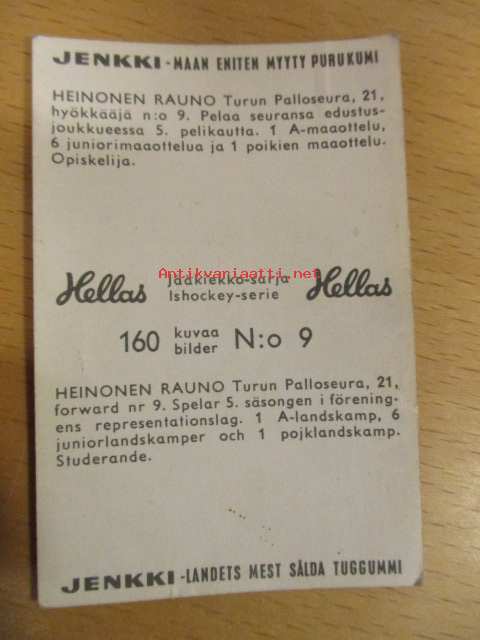 JENKKI - MAAN ENITEN MYYTY PURUKUMI
HEINONEN RAUNO Turun Palloseura, 21,
hyökkääjä n:o 9. Pelaa seuransa edustus-
joukkueessa 5. pelikautta. 1 A-maaottelu,
6 juniorimaaottelua ja 1 poikien maaottelu.
Opiskelija.
Antikvariaatti.net
Hellas Jääkiekko-sarja Hellas
Ishockey-serie
160 kuvaa N:o 9
bilder
HEINONEN RAUNO Turun Palloseura, 21,
forward nr 9. Spelar 5. säsongen i förening-
ens representationslag. 1 A-landskamp, 6
juniorlandskamper och 1 pojklandskamp.
Studerande.
JENKKI - LANDETS MEST SÅLDA TUGGUMMI